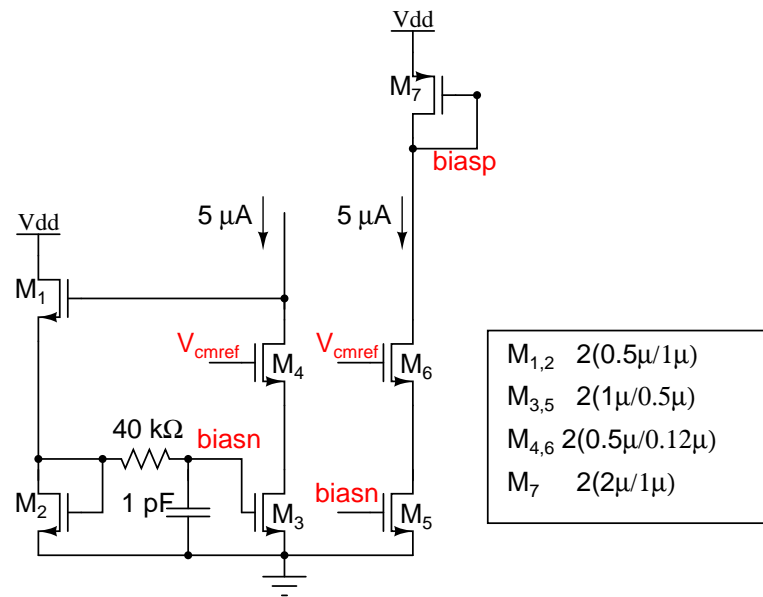 Vdd
M7
biasp
5 μA
5 μA
Vdd
M1
Vcmref
M4
Vcmref
M6
40 kΩ
biasn
M2
1 pF
M3
biasn
M5
M1,2 2(0.5μ/1μ)
M3,5 2(1μ/0.5μ)
M4,6 2(0.5μ/0.12μ)
M7 2(2μ/1μ)